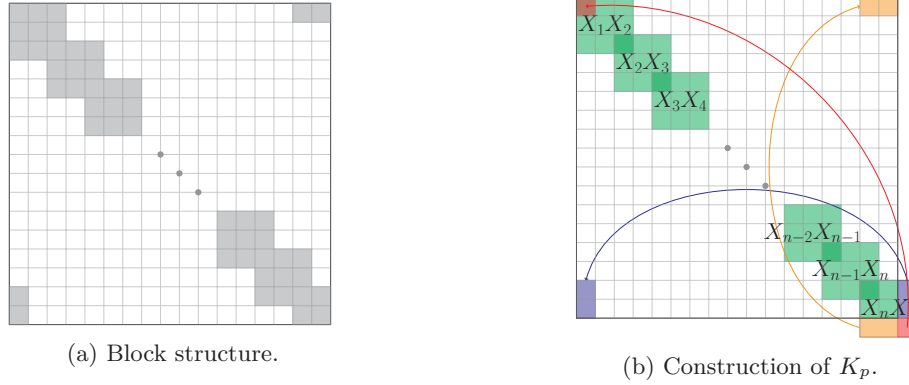 X₁X₂
X₂X₃
X₃X₄
Xₙ₋₂Xₙ₋₁
Xₙ₋₁Xₙ
XₙX
(a) Block structure.
(b) Construction of Kₚ.